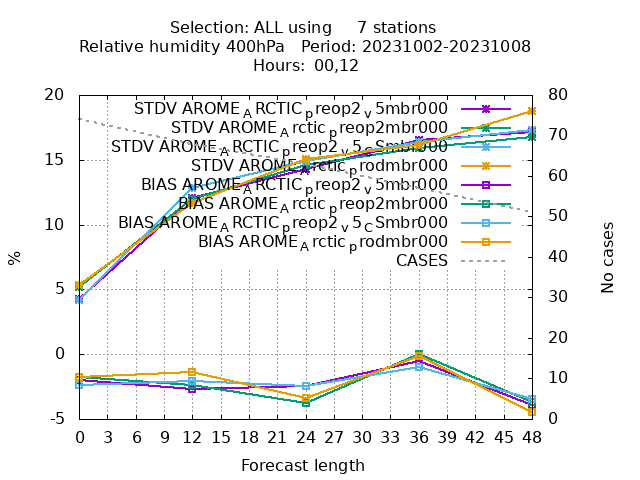 Selection: ALL using 7 stations
Relative humidity 400hPa Period: 20231002-20231008
Hours: 00,12
STDV AROME_ARCTIC_preop2_v5mbr000
STDV AROME_Arctic_preop2mbr000
STDV AROME_ARCTIC_preop2_v5_CSmbr000
STDV AROME_Arctic_prodmbr000
BIAS AROME_ARCTIC_preop2_v5mbr000
BIAS AROME_Arctic_preop2mbr000
BIAS AROME_ARCTIC_preop2_v5_CSmbr000
BIAS AROME_Arctic_prodmbr000
CASES
20
15
10
5
0
-5
%
80
70
60
50
40
30
20
10
0
No cases
0 3 6 9 12 15 18 21 24 27 30 33 36 39 42 45 48
Forecast length